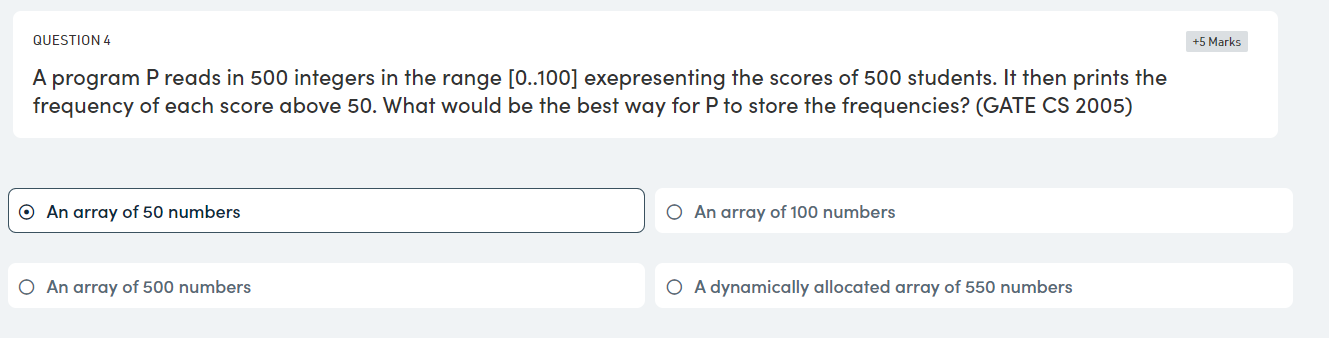 QUESTION 4
+5 Marks
A program P reads in 500 integers in the range [0..100] exepresenting the scores of 500 students. It then prints the
frequency of each score above 50. What would be the best way for P to store the frequencies? (GATE CS 2005)
An array of 50 numbers
An array of 100 numbers
An array of 500 numbers
A dynamically allocated array of 550 numbers